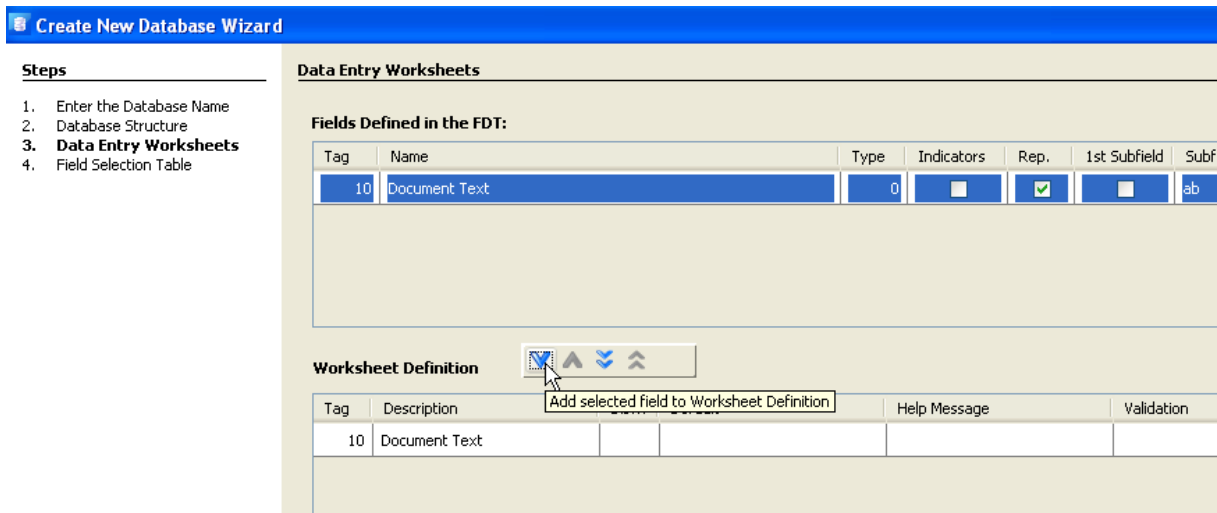 Create New Database Wizard
Steps
1. Enter the Database Name
2. Database Structure
3. Data Entry Worksheets
4. Field Selection Table
Data Entry Worksheets
Fields Defined in the FDT:
Tag Name Type Indicators Rep. 1st Subfield Subf
10 Document Text 0 ab
Worksheet Definition
Add selected field to Worksheet Definition
Tag Description Help Message Validation
10 Document Text